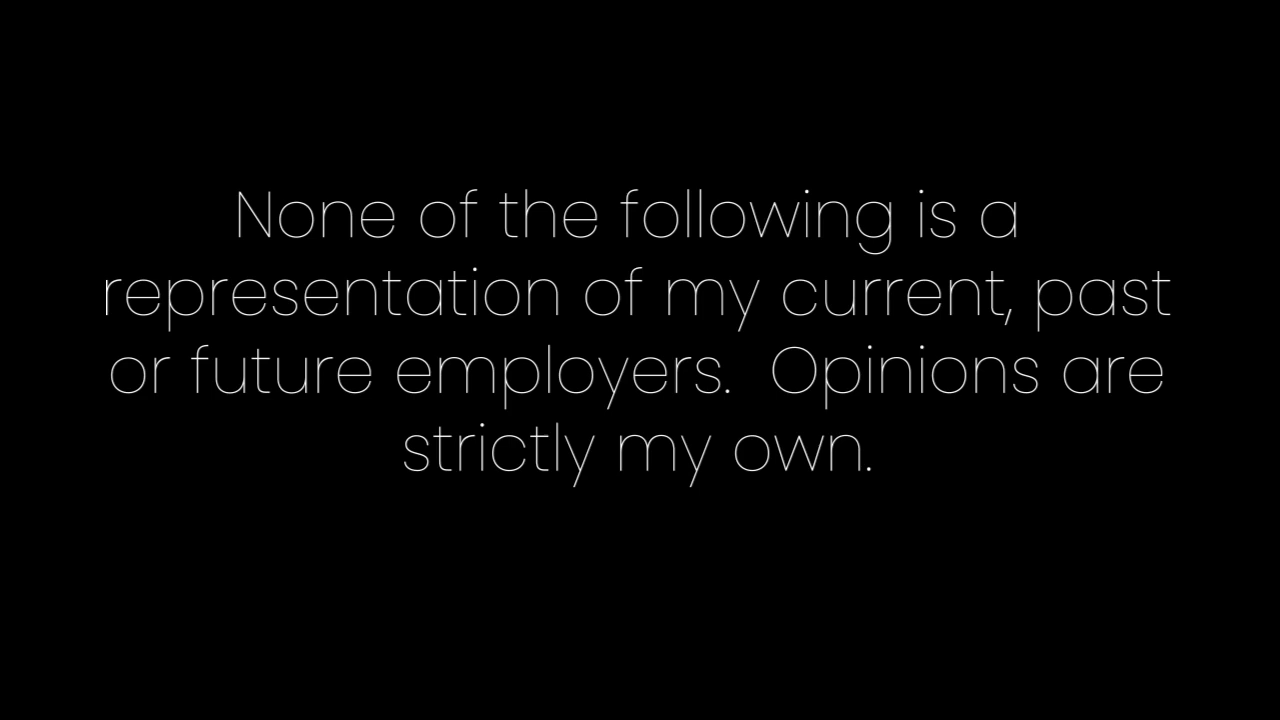 None of the following is a
representation of my current, past
or future employers.  Opinions are
strictly my own.